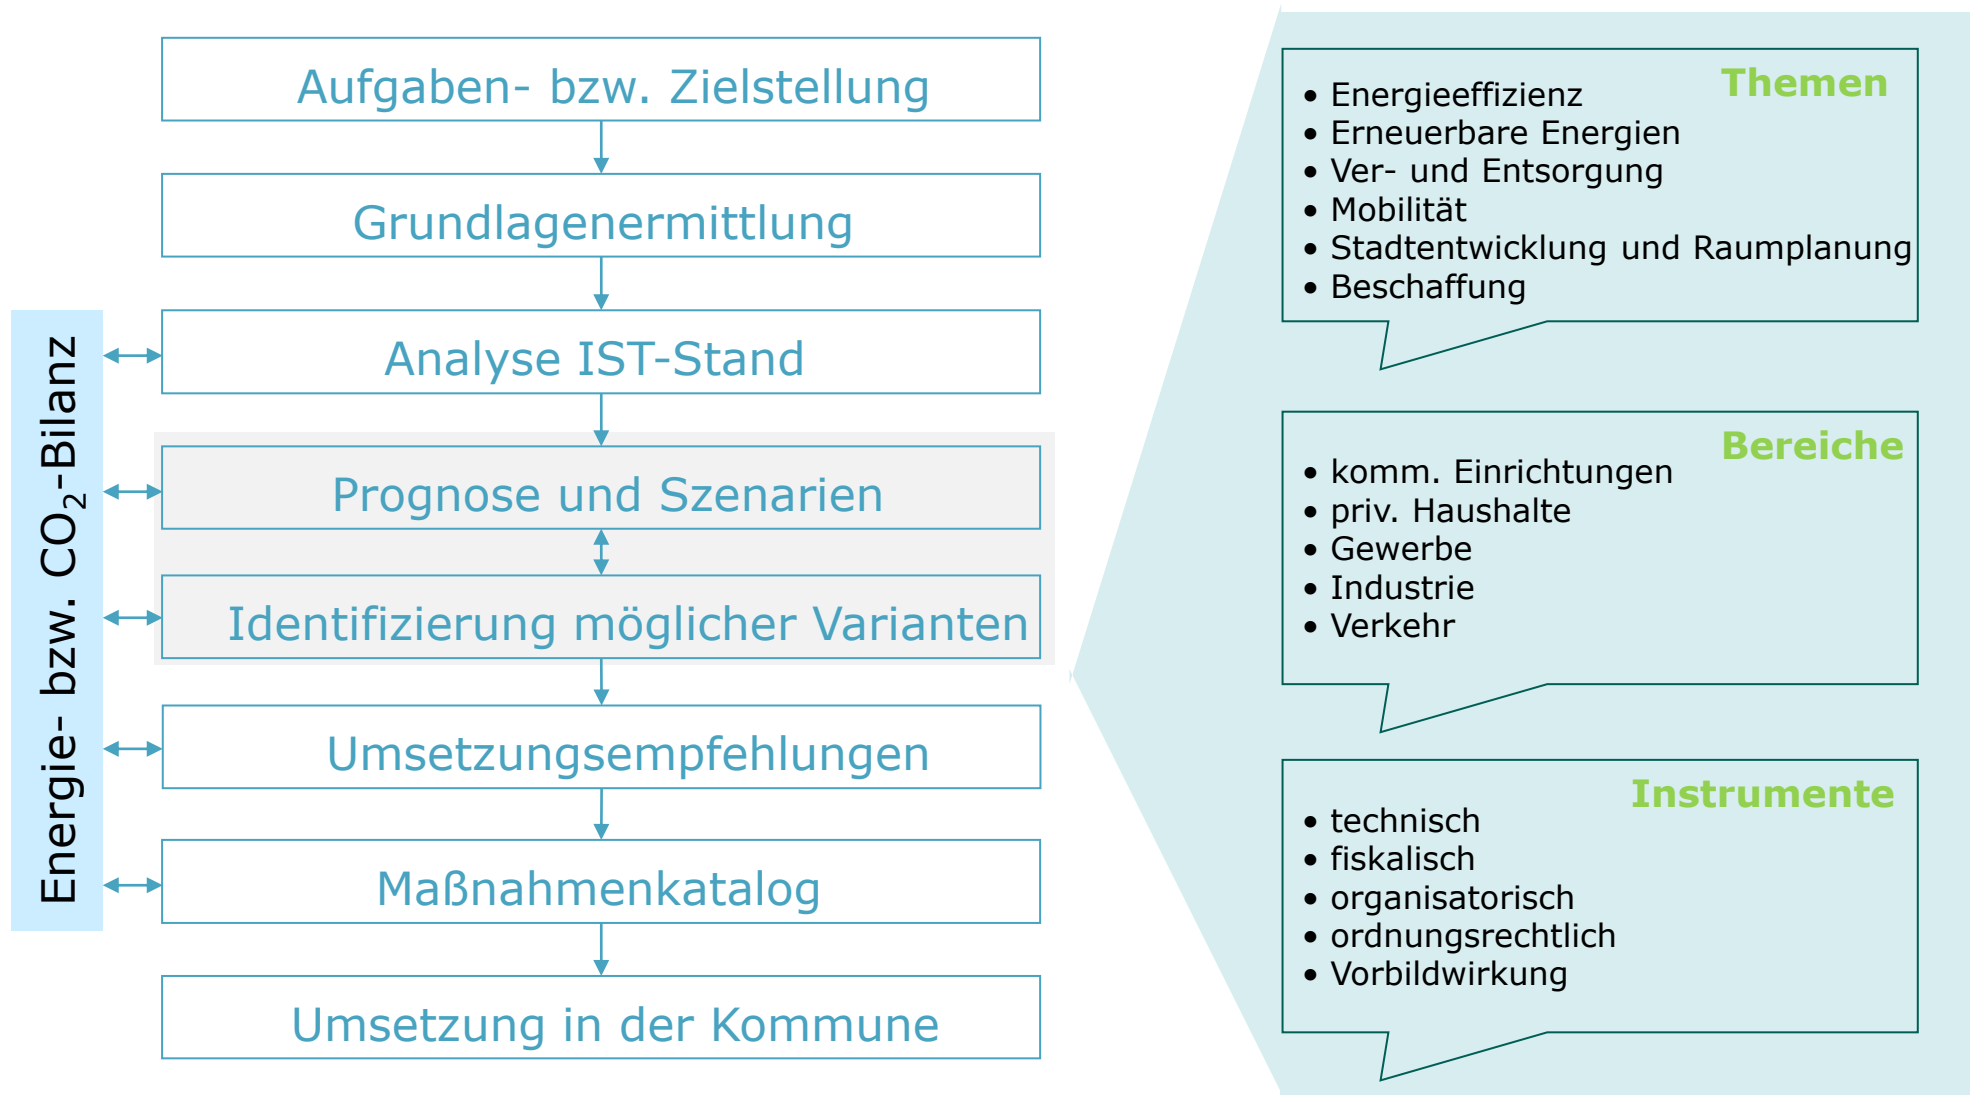 Aufgaben- bzw. Zielstellung
Grundlagenermittlung
Analyse IST-Stand
Prognose und Szenarien
Identifizierung möglicher Varianten
Umsetzungsempfehlungen
Maßnahmenkatalog
Umsetzung in der Kommune
Energie- bzw. CO₂-Bilanz
Themen
• Energieeffizienz
• Erneuerbare Energien
• Ver- und Entsorgung
• Mobilität
• Stadtentwicklung und Raumplanung
• Beschaffung
Bereiche
• komm. Einrichtungen
• priv. Haushalte
• Gewerbe
• Industrie
• Verkehr
Instrumente
• technisch
• fiskalisch
• organisatorisch
• ordnungsrechtlich
• Vorbildwirkung